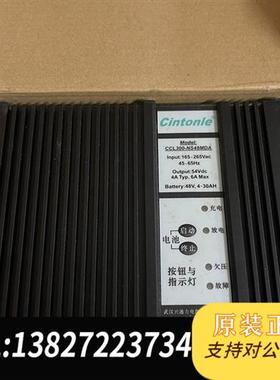 Cintonle
Model:
CCL300-NS48MDA
Input:165-265Vac
45-65Hz
Output:54Vdc
4A Typ, 6A Max
Battery:48V, 4-30AH
充电
启动
放电
电池
终止
按钮与
指示灯
欠压
故障
:13827223734
原装正品
支持对公